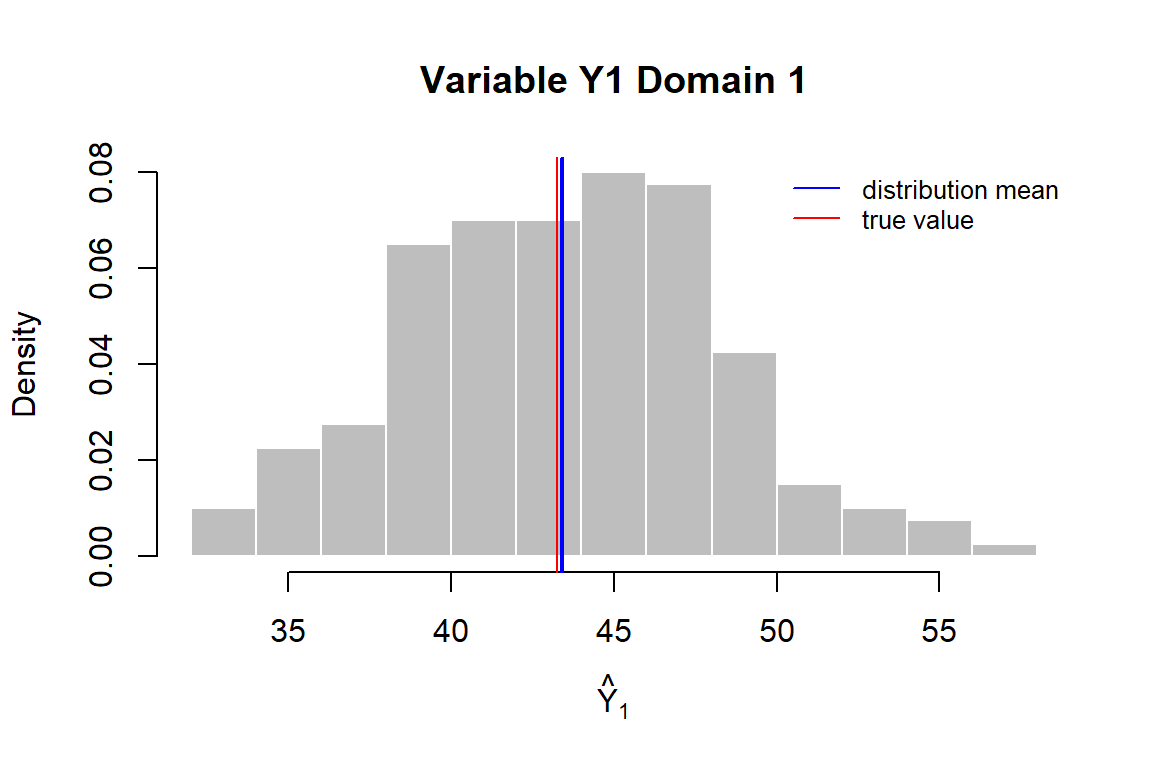 Variable Y1 Domain 1
distribution mean
true value
Density
0.08
0.06
0.04
0.02
0.00
35 40 45 50 55
Ŷ₁